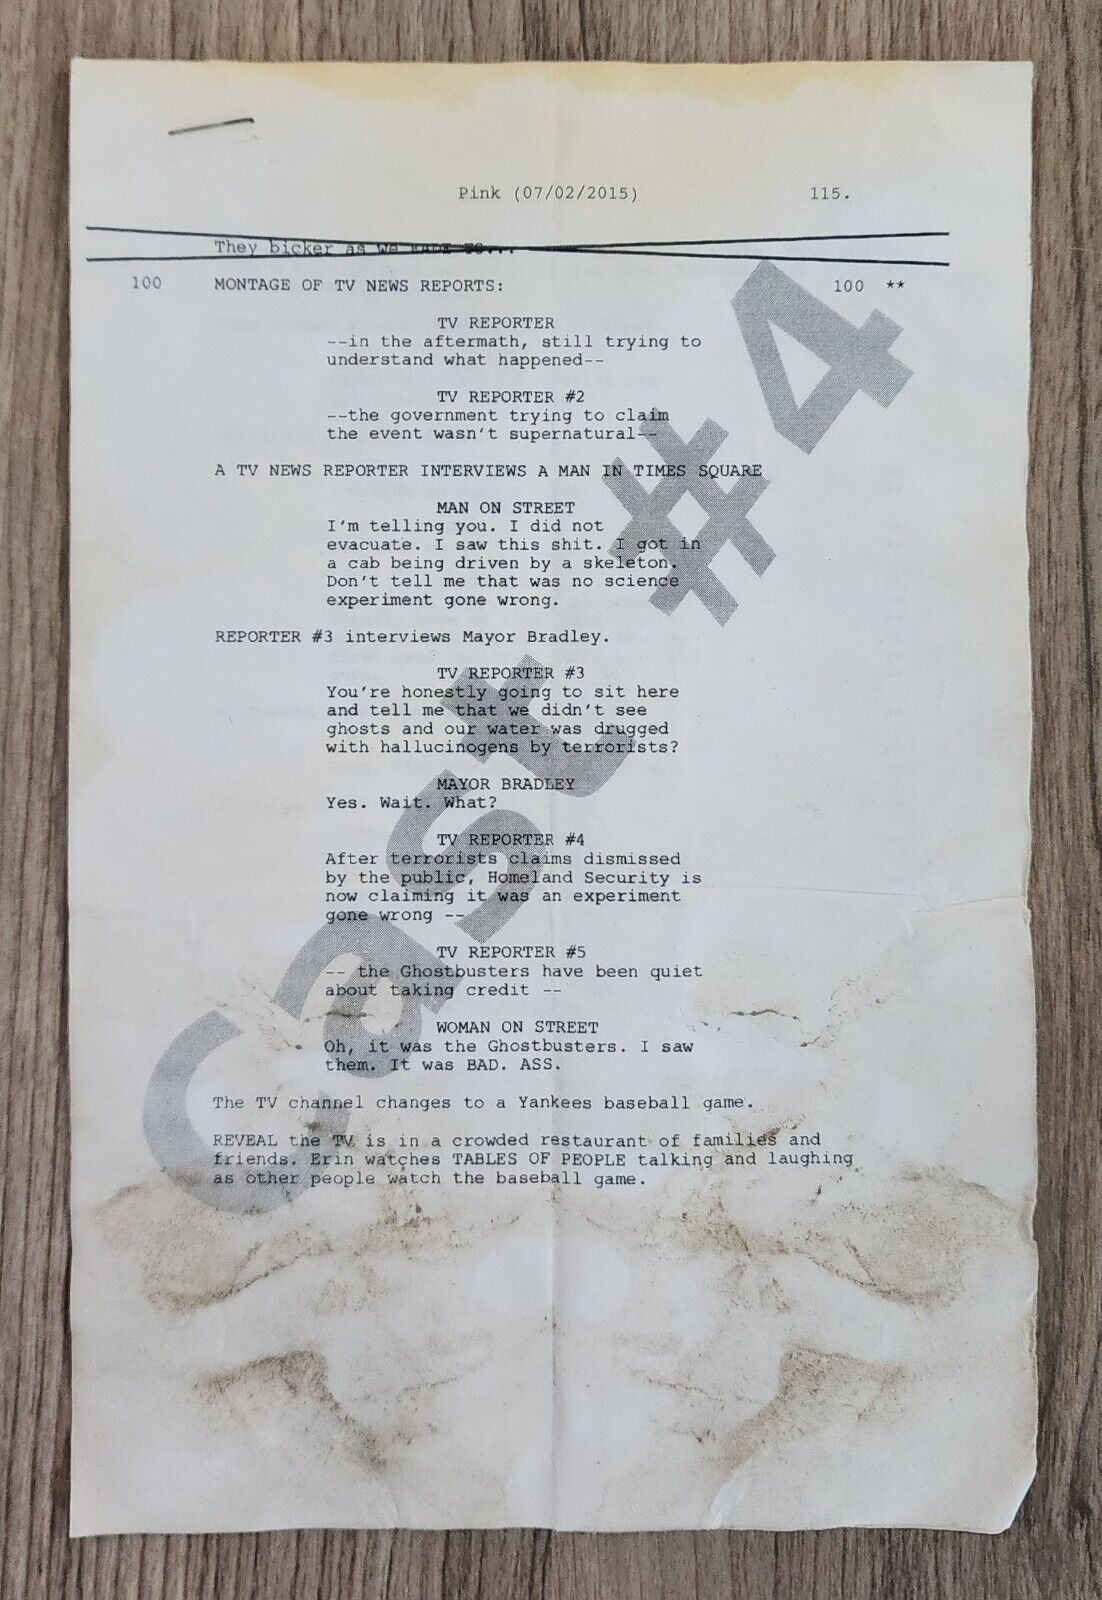 Pink (07/02/2015) 115.
They bicker as we FADE TO...
100 MONTAGE OF TV NEWS REPORTS: 100 **
TV REPORTER
--in the aftermath, still trying to
understand what happened--
TV REPORTER #2
--the government trying to claim
the event wasn't supernatural--
A TV NEWS REPORTER INTERVIEWS A MAN IN TIMES SQUARE
MAN ON STREET
I'm telling you. I did not
evacuate. I saw this shit. I got in
a cab being driven by a skeleton.
Don't tell me that was no science
experiment gone wrong.
REPORTER #3 interviews Mayor Bradley.
TV REPORTER #3
You're honestly going to sit here
and tell me that we didn't see
ghosts and our water was drugged
with hallucinogens by terrorists?
MAYOR BRADLEY
Yes. Wait. What?
TV REPORTER #4
After terrorists claims dismissed
by the public, Homeland Security is
now claiming it was an experiment
gone wrong --
TV REPORTER #5
-- the Ghostbusters have been quiet
about taking credit --
WOMAN ON STREET
Oh, it was the Ghostbusters. I saw
them. It was BAD. ASS.
The TV channel changes to a Yankees baseball game.
REVEAL the TV is in a crowded restaurant of families and
friends. Erin watches TABLES OF PEOPLE talking and laughing
as other people watch the baseball game.
Cast #4